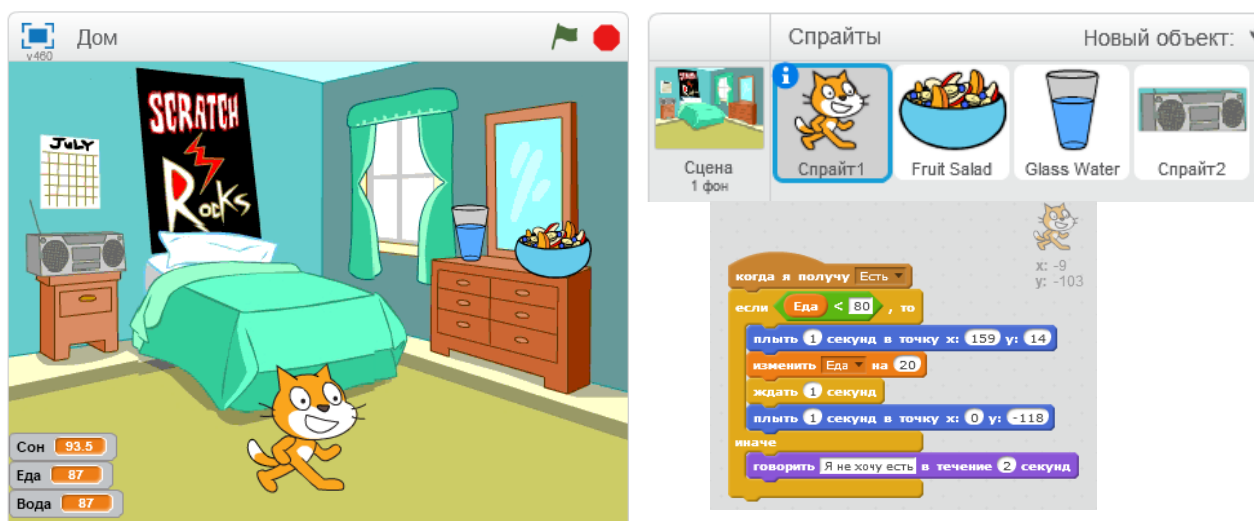 Дом
v460
SCRATCH
ROCKS
JULY
Сон 93.5
Еда 87
Вода 87
Спрайты
Новый объект:
Сцена
1 фон
Спрайт1
Fruit Salad
Glass Water
Спрайт2
x: -9
y: -103
когда я получу Есть
если Еда < 80 , то
плыть 1 секунд в точку x: 159 y: 14
изменить Еда на 20
ждать 1 секунд
плыть 1 секунд в точку x: 0 y: -118
иначе
говорить Я не хочу есть в течение 2 секунд